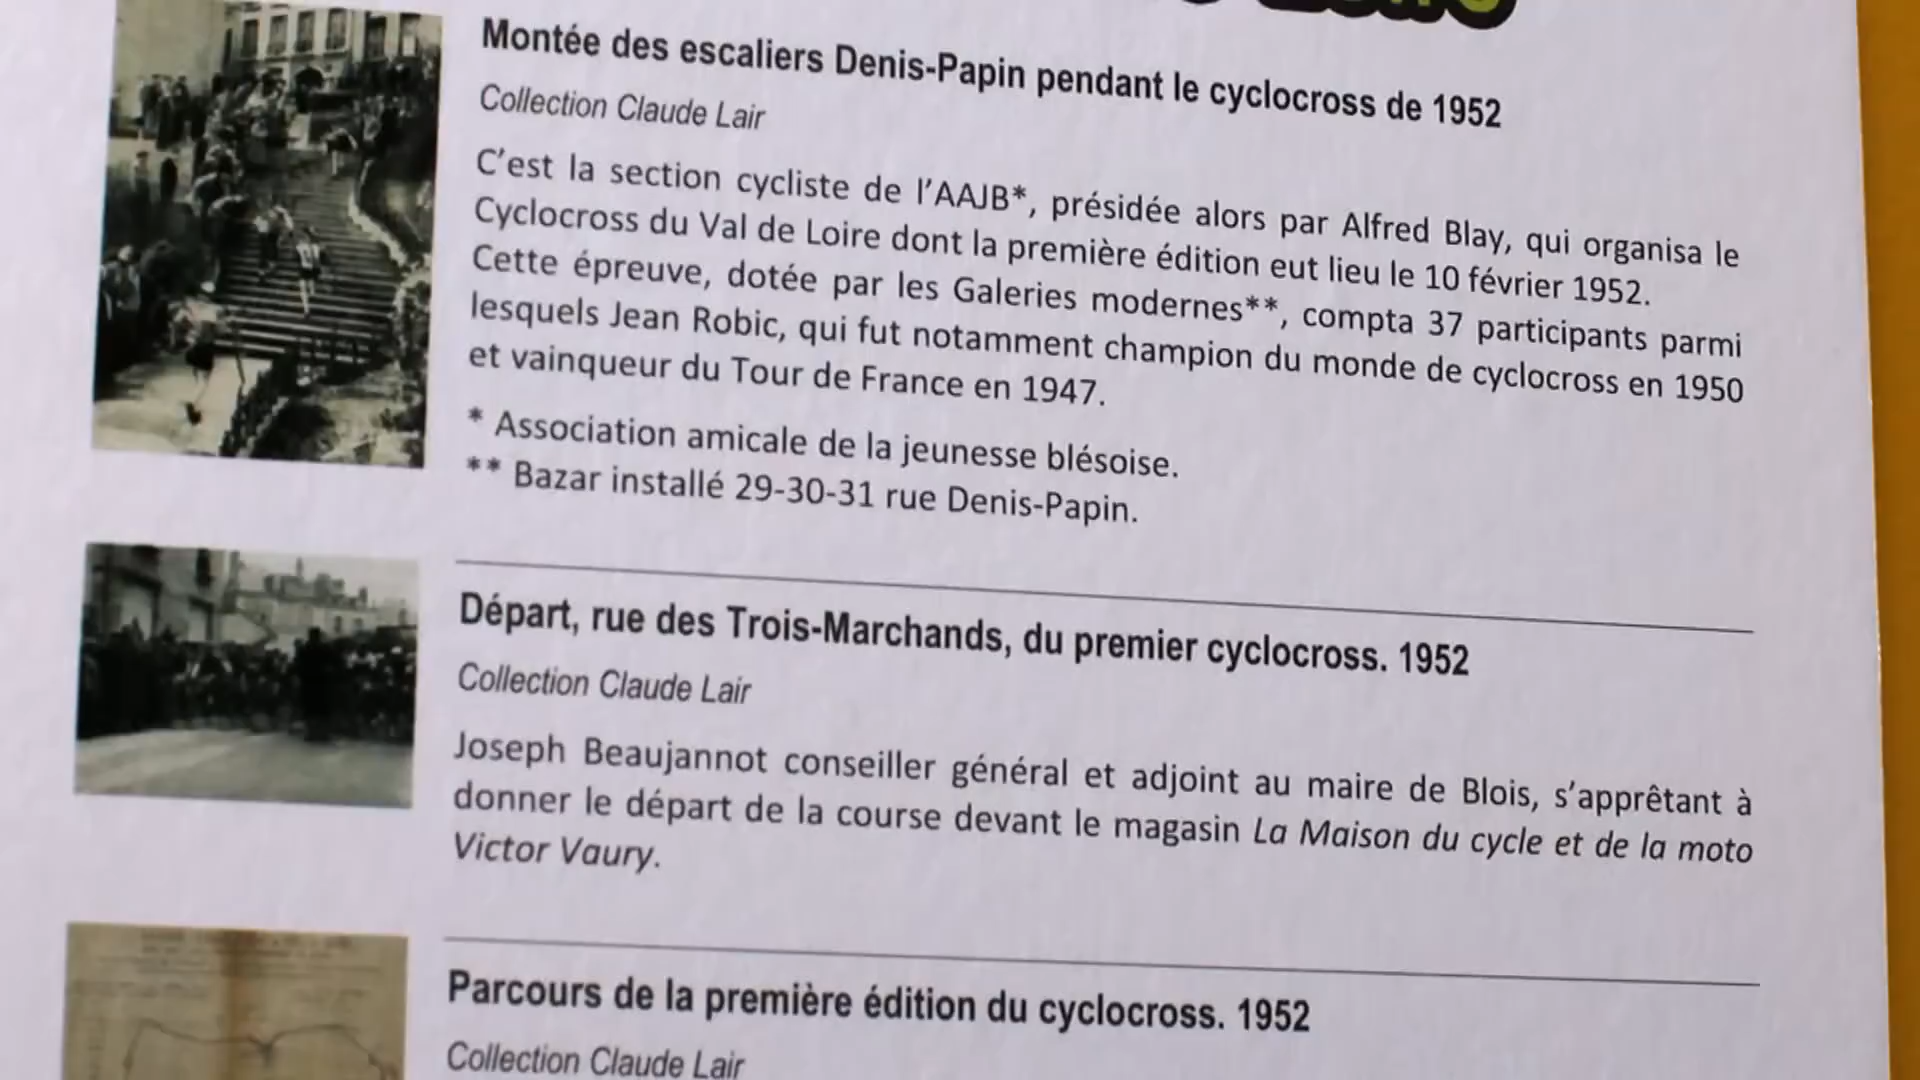 Montée des escaliers Denis-Papin pendant le cyclocross de 1952
Collection Claude Lair
C'est la section cycliste de l'AAJB*, présidée alors par Alfred Blay, qui organisa le
Cyclocross du Val de Loire dont la première édition eut lieu le 10 février 1952.
Cette épreuve, dotée par les Galeries modernes**, compta 37 participants parmi
lesquels Jean Robic, qui fut notamment champion du monde de cyclocross en 1950
et vainqueur du Tour de France en 1947.
* Association amicale de la jeunesse blésoise.
** Bazar installé 29-30-31 rue Denis-Papin.
Départ, rue des Trois-Marchands, du premier cyclocross. 1952
Collection Claude Lair
Joseph Beaujannot conseiller général et adjoint au maire de Blois, s'apprêtant à
donner le départ de la course devant le magasin La Maison du cycle et de la moto
Victor Vaury.
Parcours de la première édition du cyclocross. 1952
Collection Claude Lair